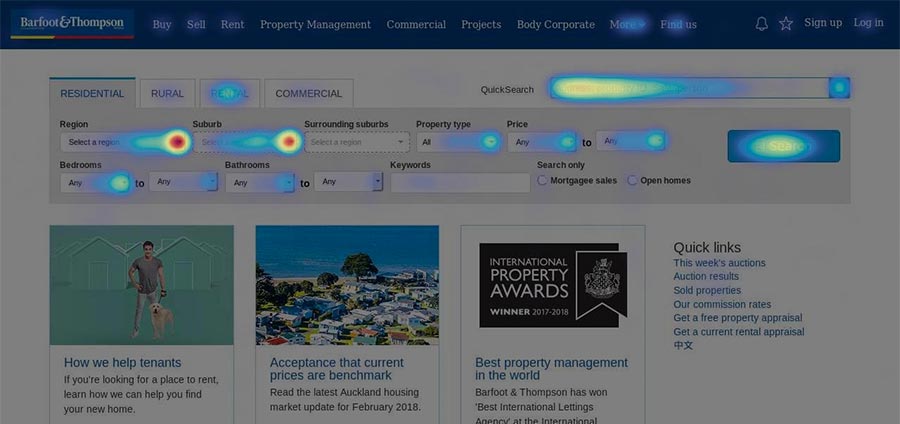 Barfoot & Thompson
Buy Sell Rent Property Management Commercial Projects Body Corporate More Find us Sign up Log in
RESIDENTIAL RURAL RENTAL COMMERCIAL
QuickSearch
Region Suburb Surrounding suburbs Property type Price
Select a region Select a region Select a region All Any to Any
Bedrooms Bathrooms Keywords Search only
Any to Any Any to Any Mortgagee sales Open homes
Search
INTERNATIONAL
PROPERTY
AWARDS
WINNER 2017-2018
Quick links
This week's auctions
Auction results
Sold properties
Our commission rates
Get a free property appraisal
Get a current rental appraisal
中文
How we help tenants
If you're looking for a place to rent,
learn how we can help you find
your new home.
Acceptance that current
prices are benchmark
Read the latest Auckland housing
market update for February 2018.
Best property management
in the world
Barfoot & Thompson has won
'Best International Lettings
Agency' at the International